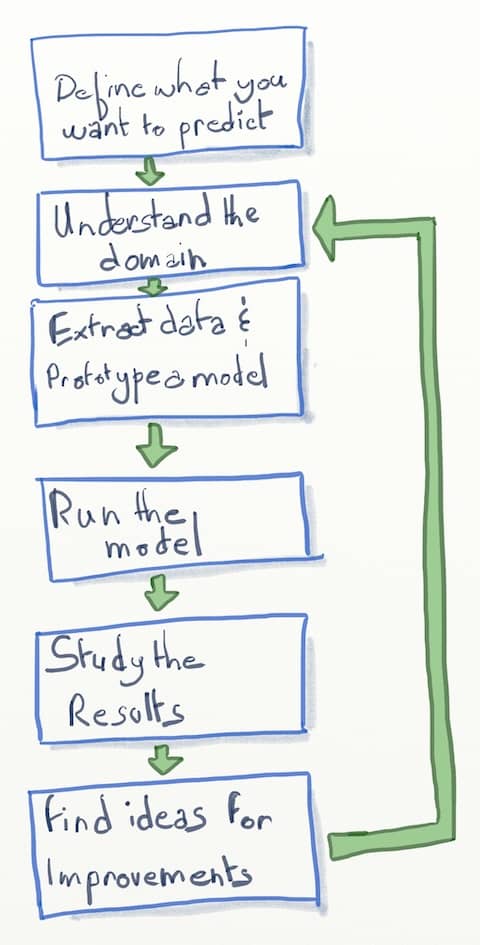 Define what you
want to predict
Understand the
domain
Extract data &
Prototype a model
Run the
model
Study the
Results
Find ideas for
Improvements